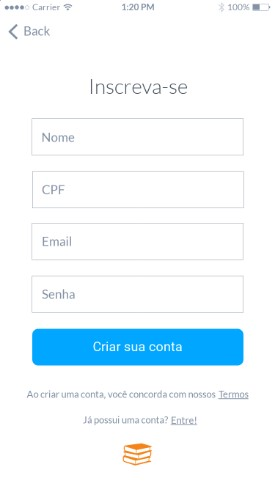 Carrier 1:20 PM 100%
Back
Inscreva-se
Nome
CPF
Email
Senha
Criar sua conta
Ao criar uma conta, você concorda com nossos Termos
Já possui uma conta? Entre!